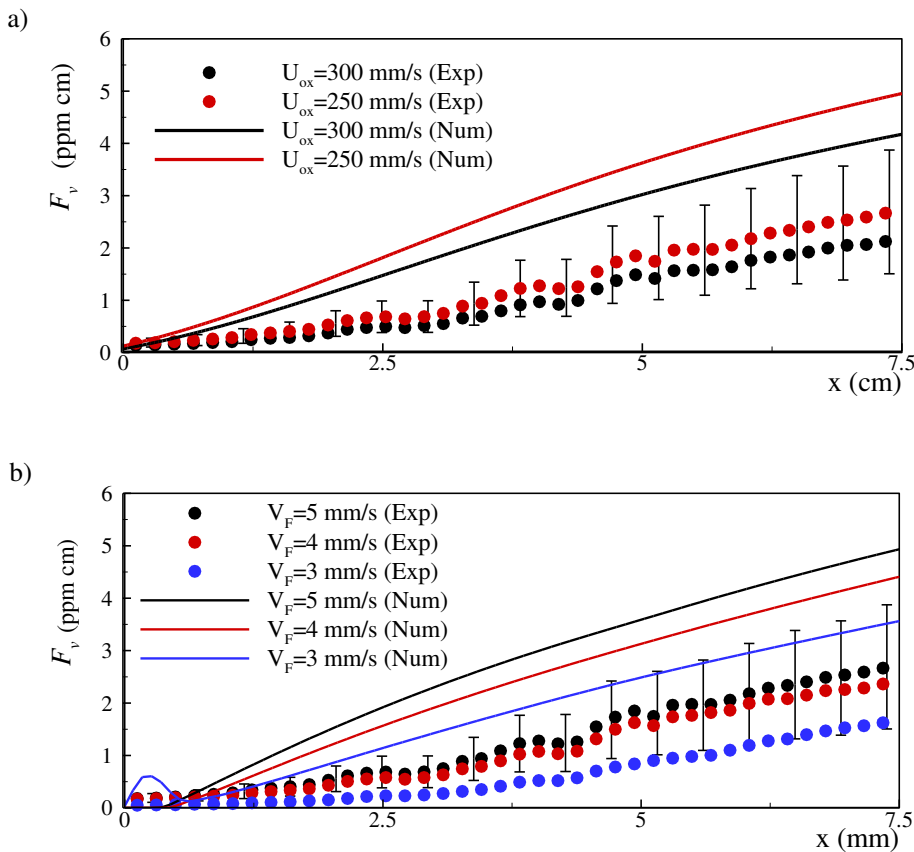 a)
6
5
4
3
2
1
0
F_v (ppm cm)
U_ox=300 mm/s (Exp)
U_ox=250 mm/s (Exp)
U_ox=300 mm/s (Num)
U_ox=250 mm/s (Num)
0 2.5 5 7.5
x (cm)
b)
6
5
4
3
2
1
0
F_v (ppm cm)
V_F=5 mm/s (Exp)
V_F=4 mm/s (Exp)
V_F=3 mm/s (Exp)
V_F=5 mm/s (Num)
V_F=4 mm/s (Num)
V_F=3 mm/s (Num)
0 2.5 5 7.5
x (mm)